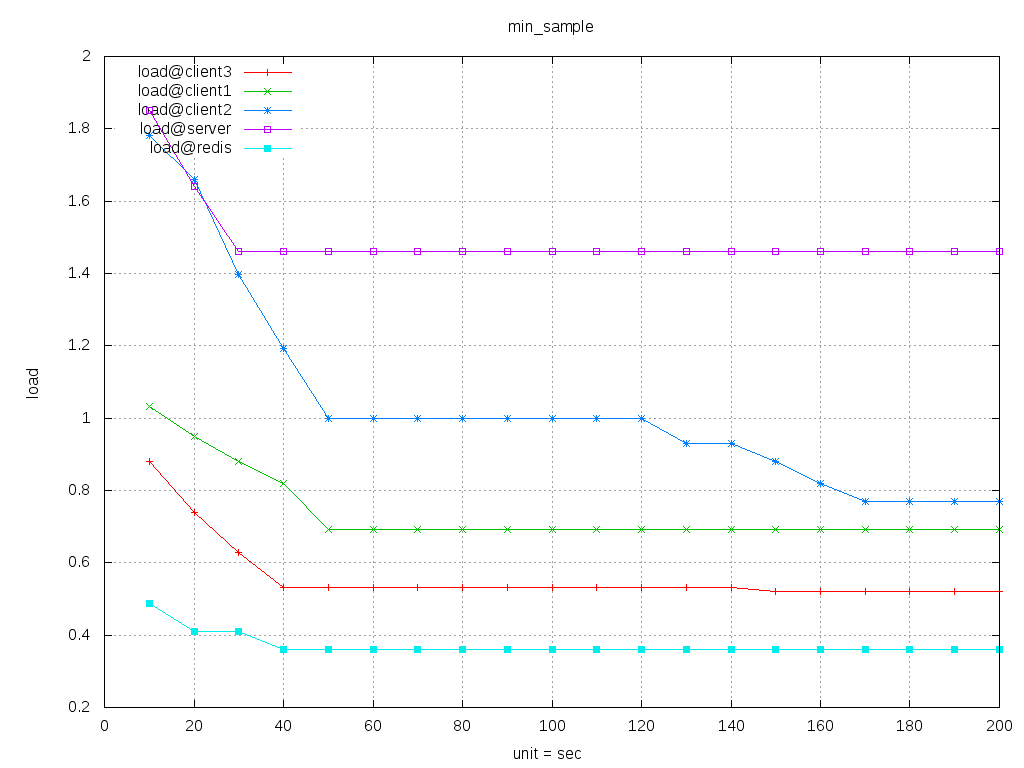 min_sample
2
load@client3
load@client1
load@client2
1.8
load@server
load@redis
1.6
1.4
1.2
load
1
0.8
0.6
0.4
0.2
0 20 40 60 80 100 120 140 160 180 200
unit = sec